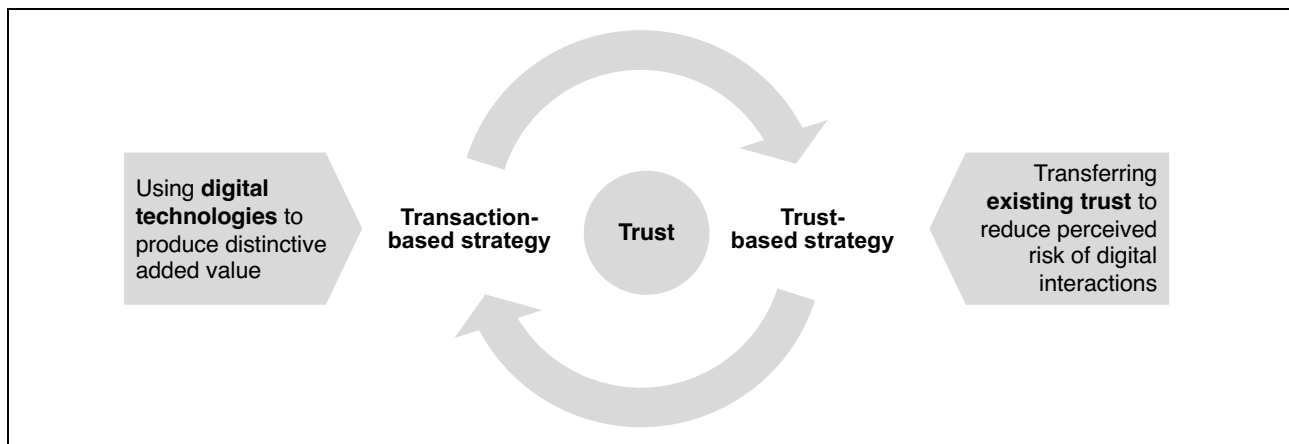 Using digital
technologies to
produce distinctive
added value
Transaction-
based strategy
Trust
Trust-
based strategy
Transferring
existing trust to
reduce perceived
risk of digital
interactions